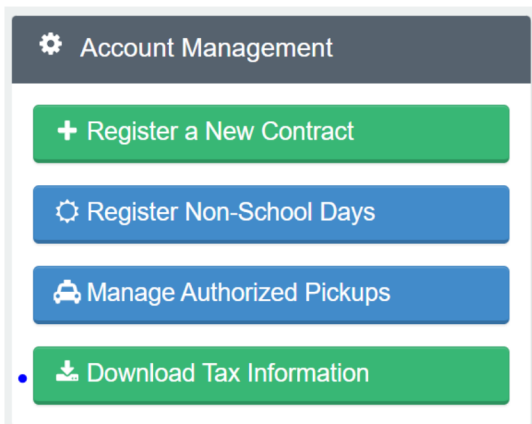 Account Management
Register a New Contract
Register Non-School Days
Manage Authorized Pickups
Download Tax Information